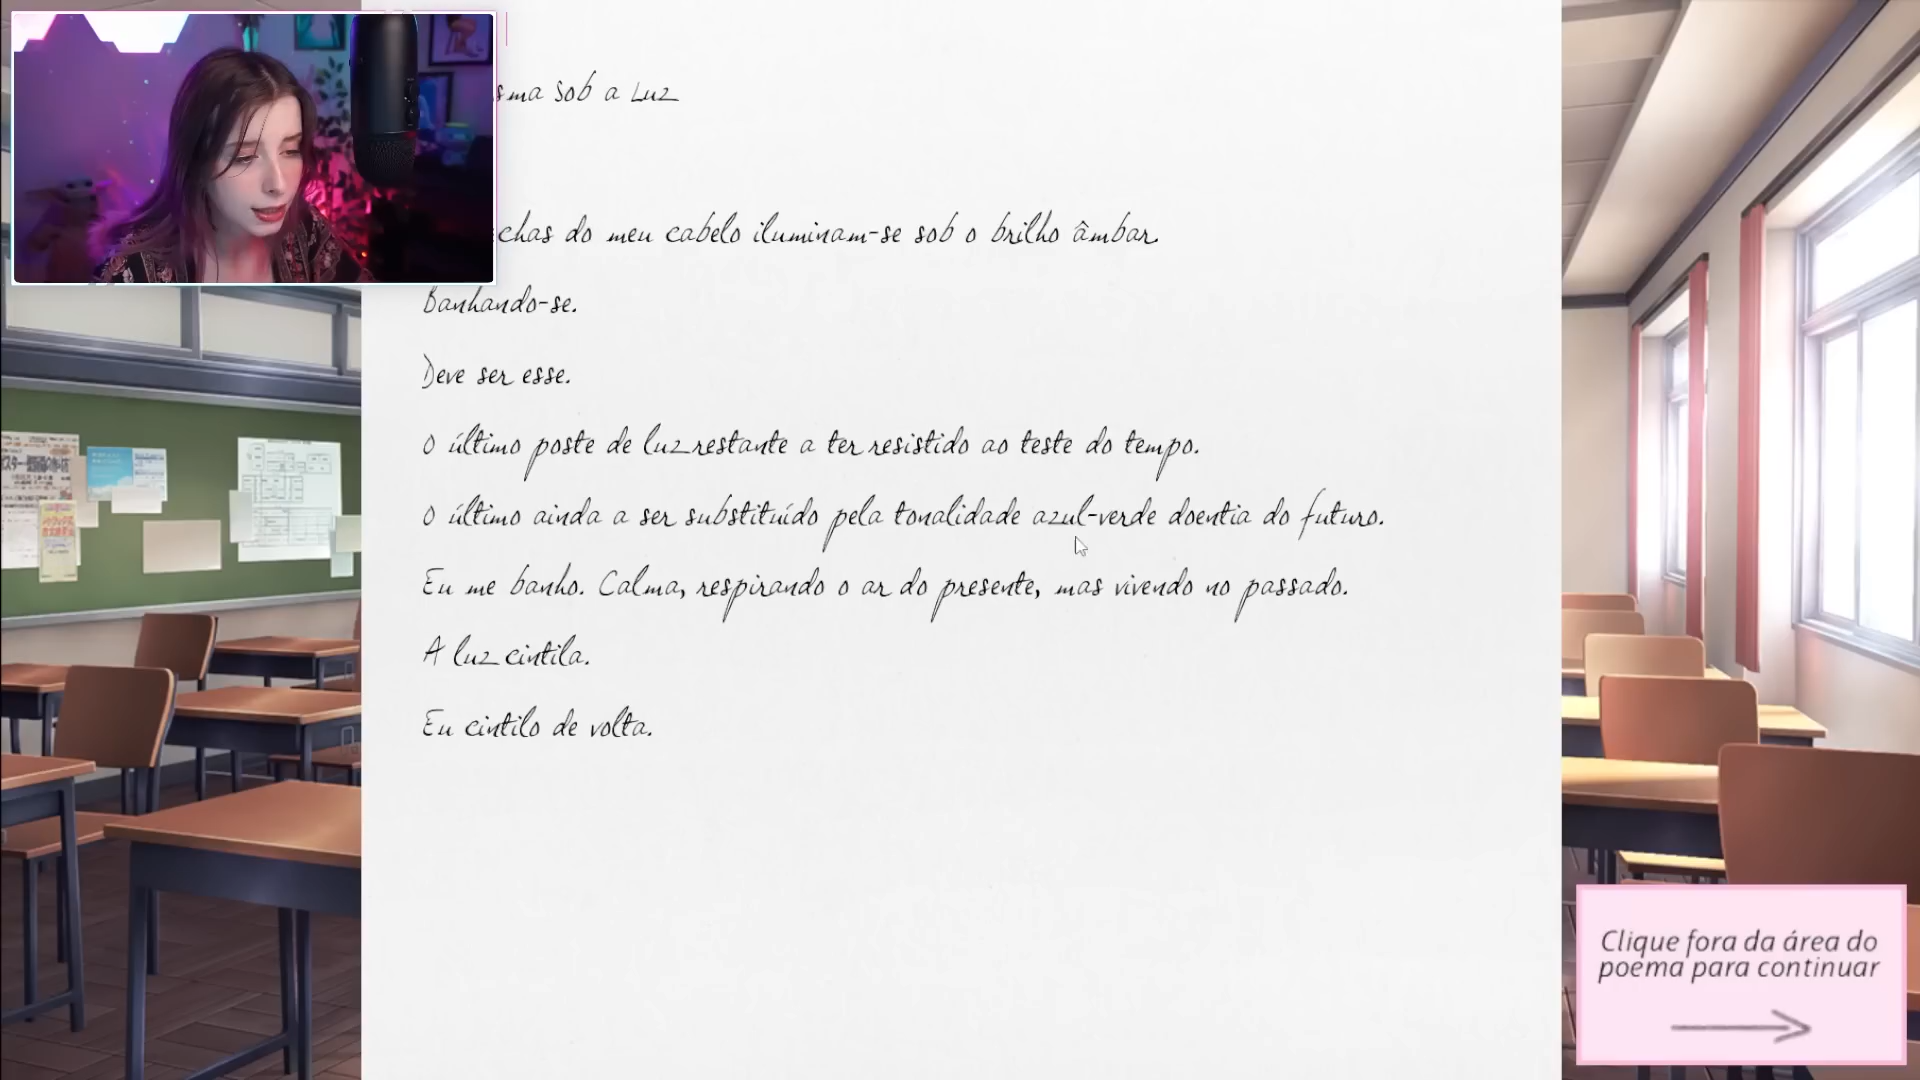 sma sob a Luz
chas do meu cabelo iluminam-se sob o brilho âmbar.
Banhando-se.
Deve ser esse.
O último poste de luz restante a ter resistido ao teste do tempo.
O último ainda a ser substituído pela tonalidade azul-verde doentia do futuro.
Eu me banho. Calma, respirando o ar do presente, mas vivendo no passado.
A luz cintila.
Eu cintilo de volta.
Clique fora da área do
poema para continuar